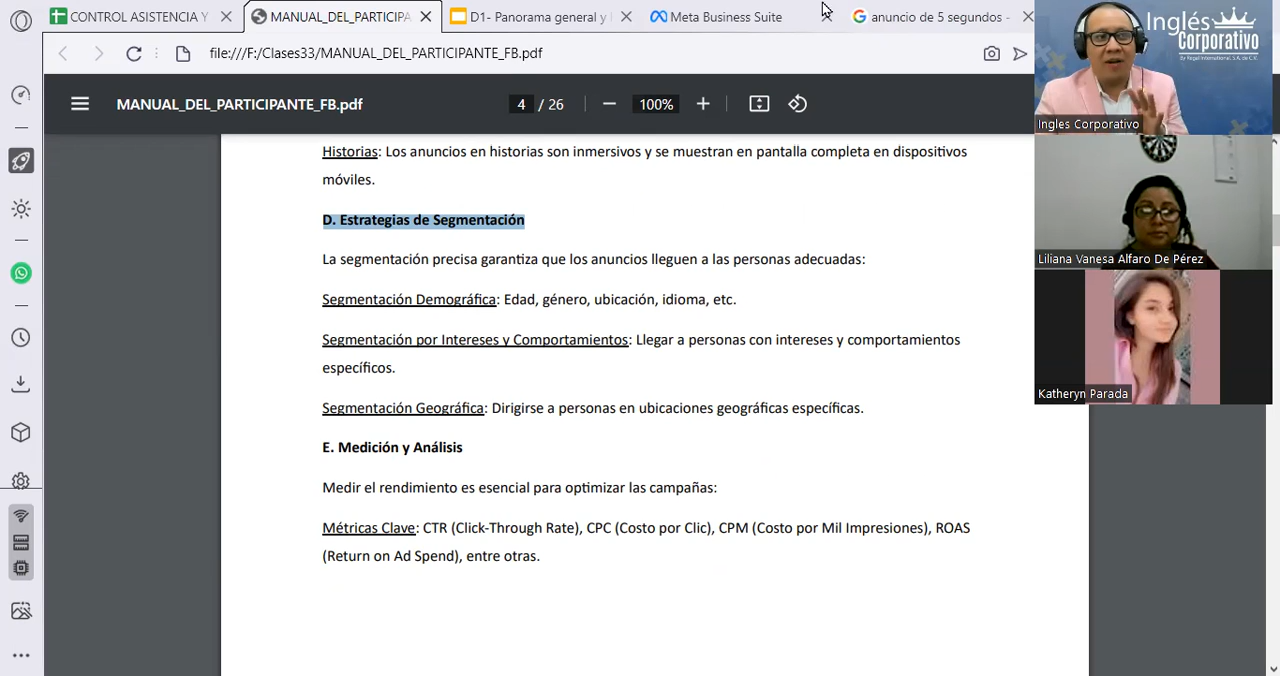 CONTROL ASISTENCIA Y
MANUAL_DEL_PARTICIPA
D1- Panorama general y
Meta Business Suite
anuncio de 5 segundos -
file:///F:/Clases33/MANUAL_DEL_PARTICIPANTE_FB.pdf
MANUAL_DEL_PARTICIPANTE_FB.pdf
4 / 26
100%
Historias: Los anuncios en historias son inmersivos y se muestran en pantalla completa en dispositivos
móviles.
D. Estrategias de Segmentación
La segmentación precisa garantiza que los anuncios lleguen a las personas adecuadas:
Segmentación Demográfica: Edad, género, ubicación, idioma, etc.
Segmentación por Intereses y Comportamientos: Llegar a personas con intereses y comportamientos
específicos.
Segmentación Geográfica: Dirigirse a personas en ubicaciones geográficas específicas.
E. Medición y Análisis
Medir el rendimiento es esencial para optimizar las campañas:
Métricas Clave: CTR (Click-Through Rate), CPC (Costo por Clic), CPM (Costo por Mil Impresiones), ROAS
(Return on Ad Spend), entre otras.
Inglés
Corporativo
By Regal International, S.A. de C.V.
Ingles Corporativo
Liliana Vanesa Alfaro De Pérez
Katheryn Parada